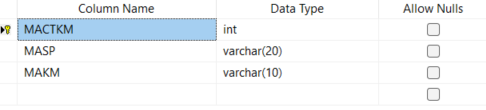 Column Name Data Type Allow Nulls
MACTKM int
MASP varchar(20)
MAKM varchar(10)